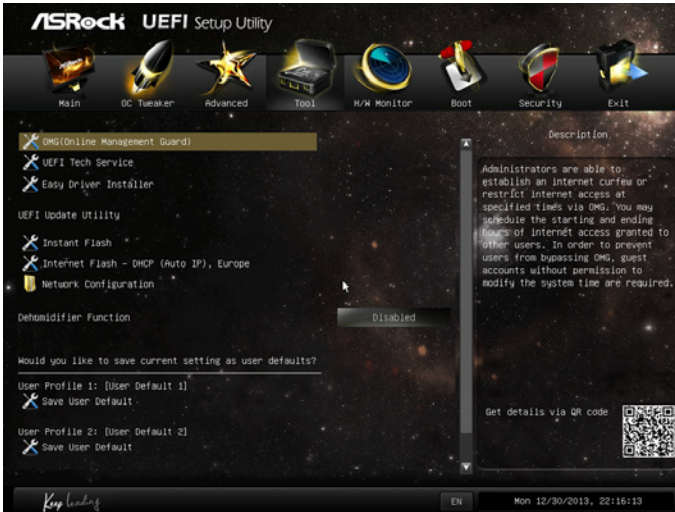 ASRock UEFI Setup Utility
Main OC Tweaker Advanced Tool H/W Monitor Boot Security Exit
OMG(Online Management Guard)
UEFI Tech Service
Easy Driver Installer
UEFI Update Utility
Instant Flash
Internet Flash - DHCP (Auto IP), Europe
Network Configuration
Dehumidifier Function Disabled
Would you like to save current setting as user defaults?
User Profile 1: [User Default 1]
Save User Default
User Profile 2: [User Default 2]
Save User Default
Description
Administrators are able to
establish an internet curfew or
restrict internet access at
specified times via OMG. You may
schedule the starting and ending
hours of internet access granted to
other users. In order to prevent
users from bypassing OMG, guest
accounts without permission to
modify the system time are required.
Get details via QR code
Keep Leading
EN Mon 12/30/2013, 22:16:13